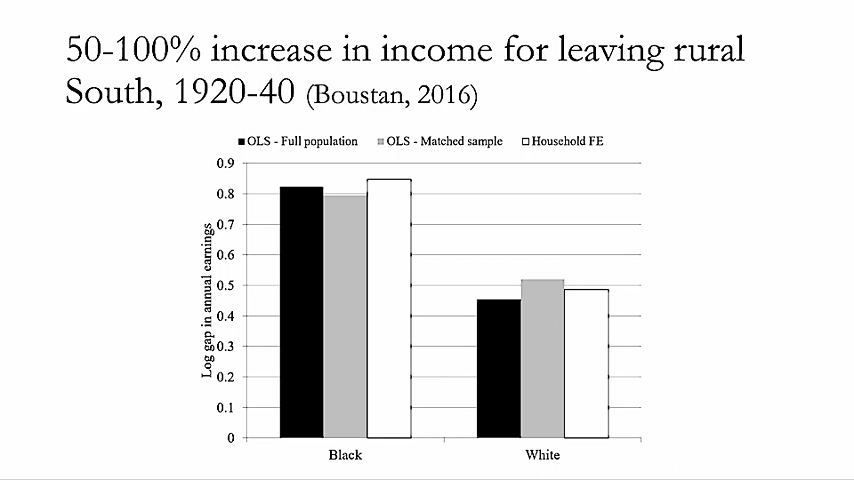 50-100% increase in income for leaving rural
South, 1920-40 (Boustan, 2016)
OLS - Full population OLS - Matched sample Household FE
Log gap in annual earnings
0.9
0.8
0.7
0.6
0.5
0.4
0.3
0.2
0.1
0
Black White